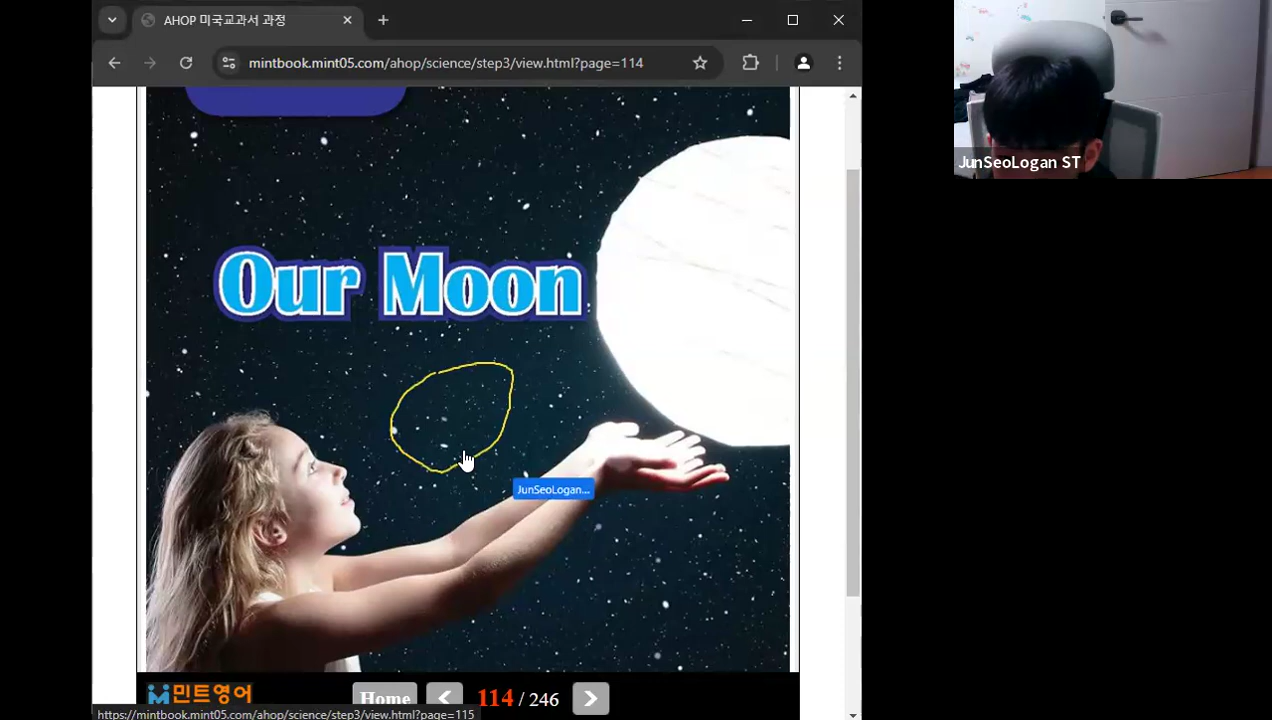 AHOP 미국교과서 과정
mintbook.mint05.com/ahop/science/step3/view.html?page=114
JunSeoLogan ST
Our Moon
JunSeoLogan...
민트영어
Home
114 / 246
https://mintbook.mint05.com/ahop/science/step3/view.html?page=115